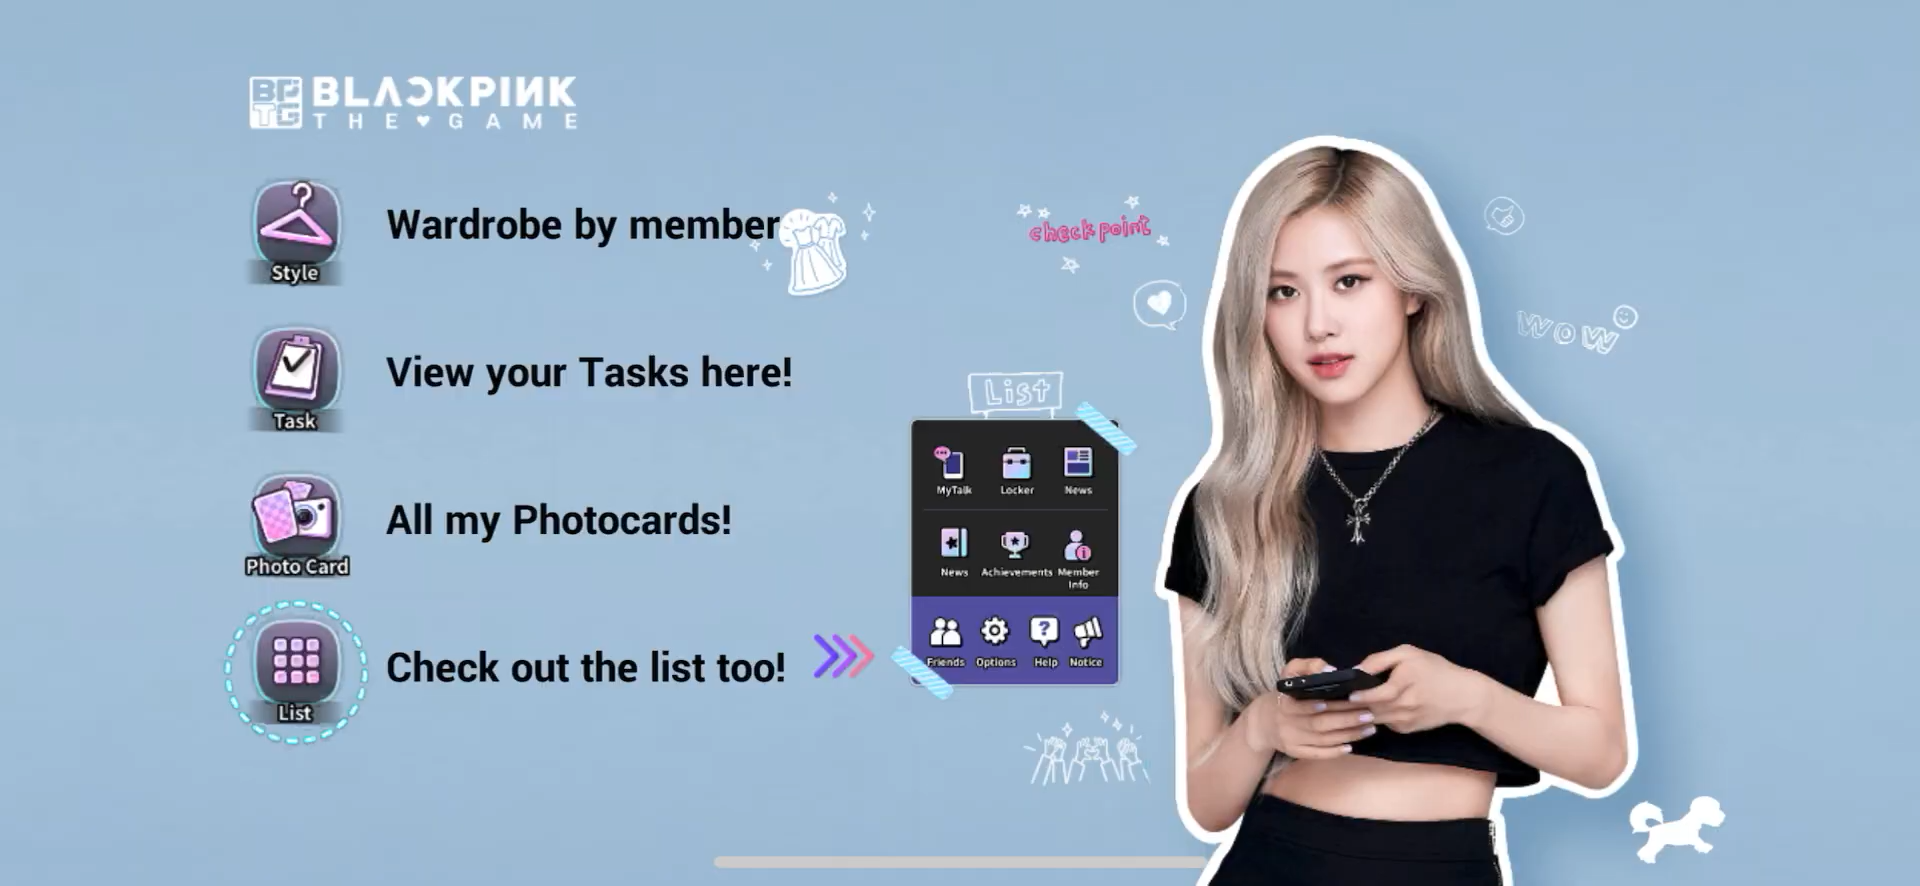 BPTG BLACKPINK
THE♥GAME
Style
Wardrobe by member
check point
wow
Task
View your Tasks here!
List
MyTalk Locker News
News Achievements Member Info
Friends Options Help Notice
Photo Card
All my Photocards!
List
Check out the list too!